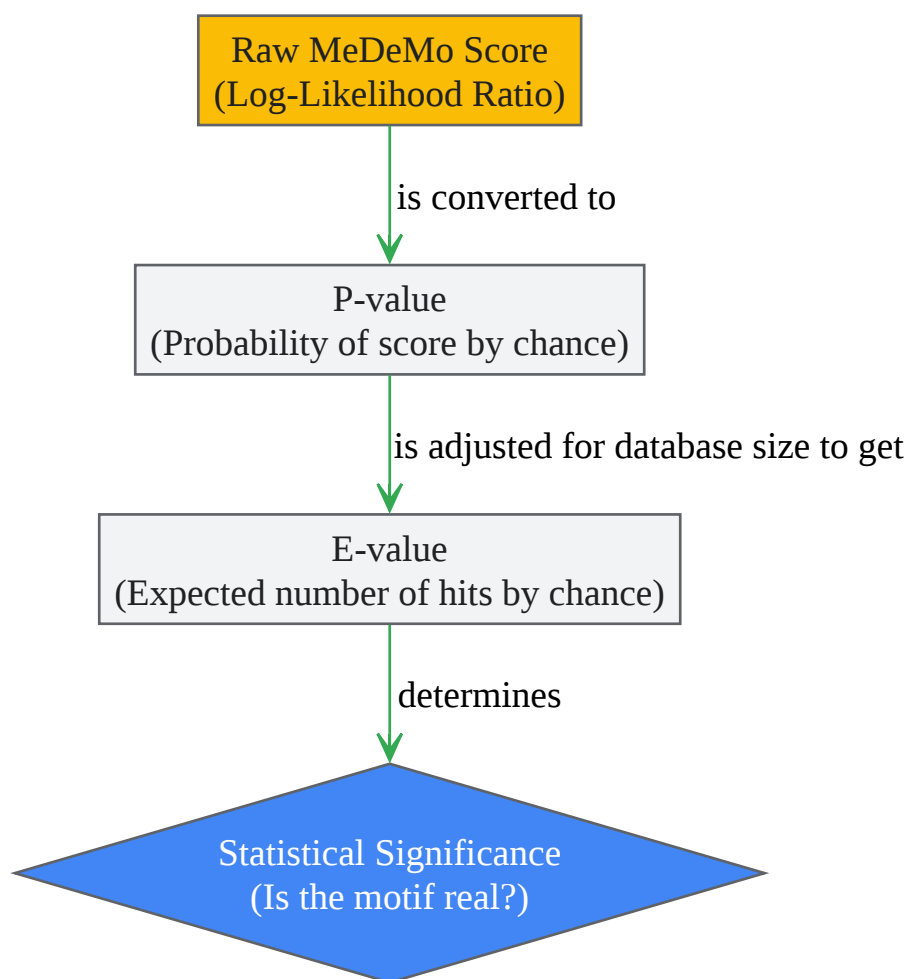 Raw MeDeMo Score
(Log-Likelihood Ratio)
is converted to
P-value
(Probability of score by chance)
is adjusted for database size to get
E-value
(Expected number of hits by chance)
determines
Statistical Significance
(Is the motif real?)